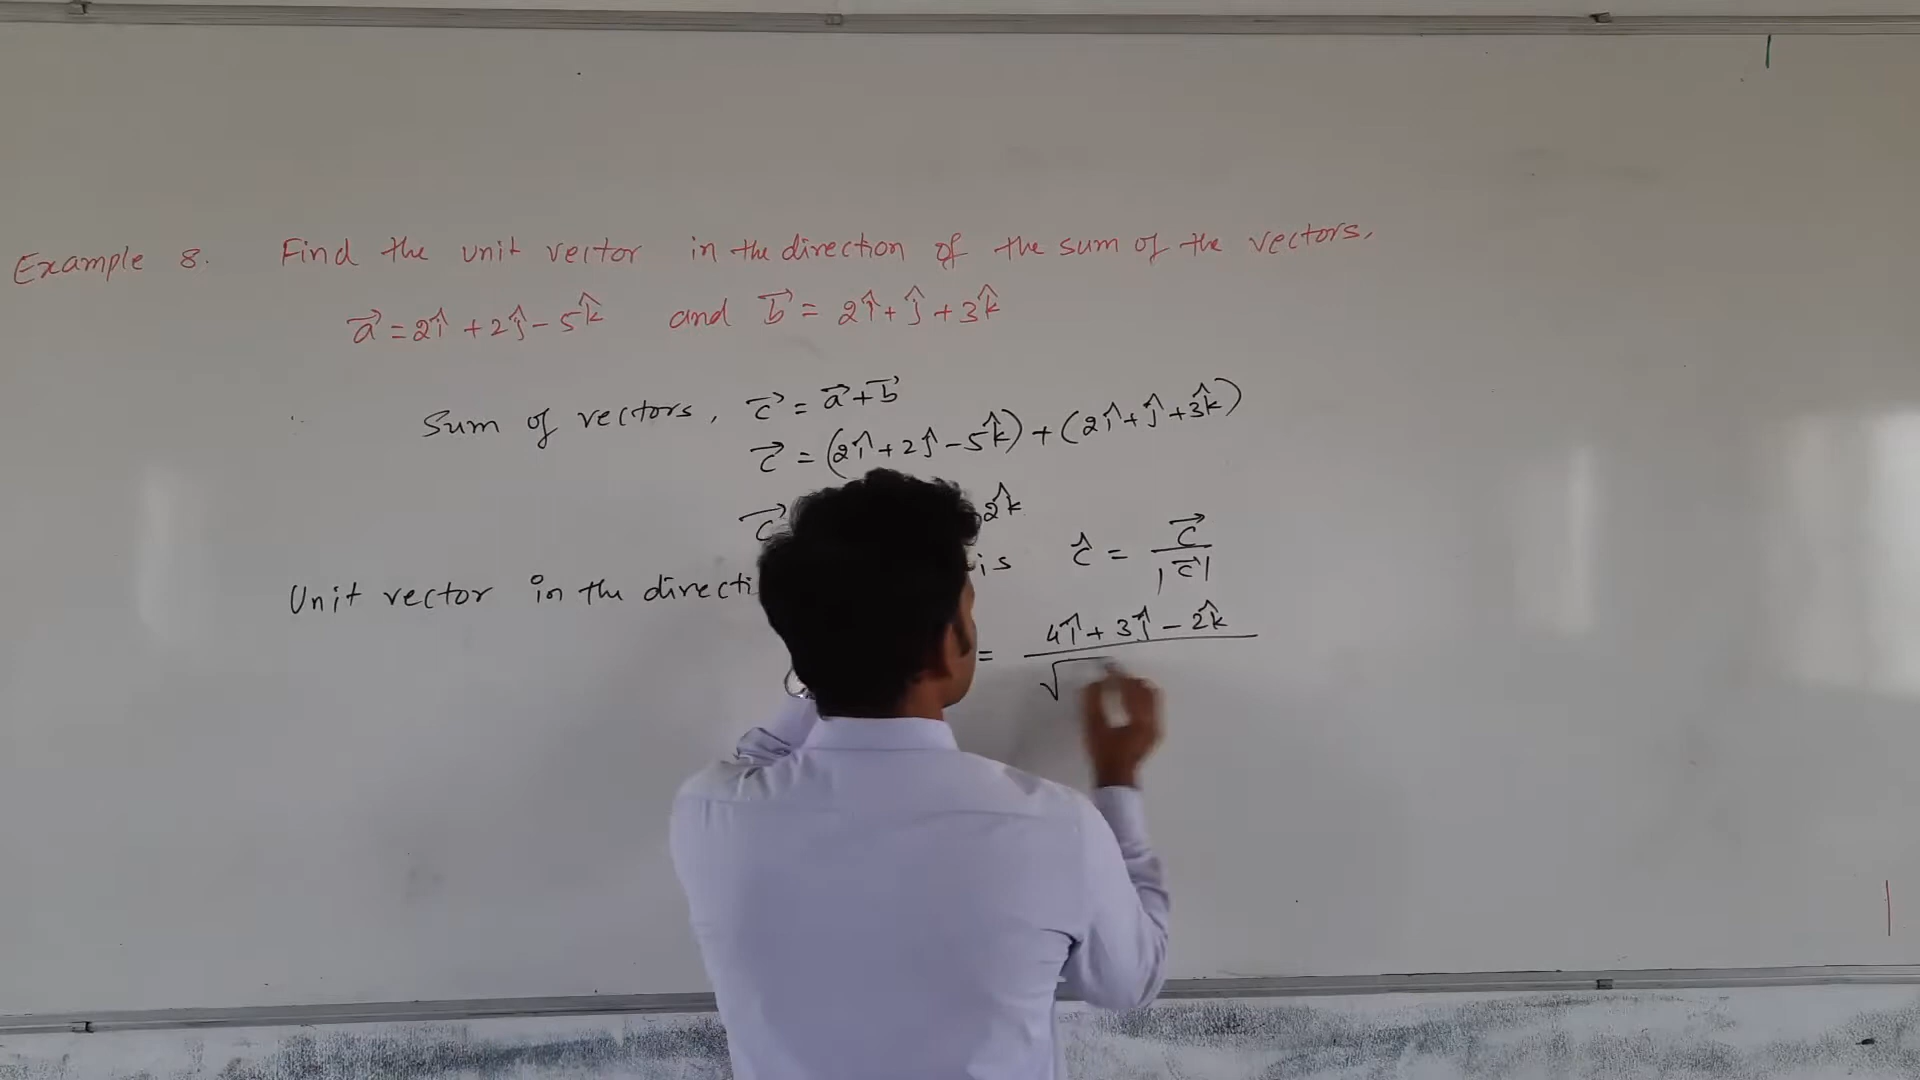 Example 8. Find the unit vector in the direction of the sum of the vectors,
a⃗ = 2î + 2ĵ - 5k̂ and b⃗ = 2î + ĵ + 3k̂
Sum of vectors, c⃗ = a⃗ + b⃗
c⃗ = (2î + 2ĵ - 5k̂) + (2î + ĵ + 3k̂)
c⃗ 2k̂
Unit vector in the is ĉ = c⃗ / |c⃗|
= 4î + 3ĵ - 2k̂ / √